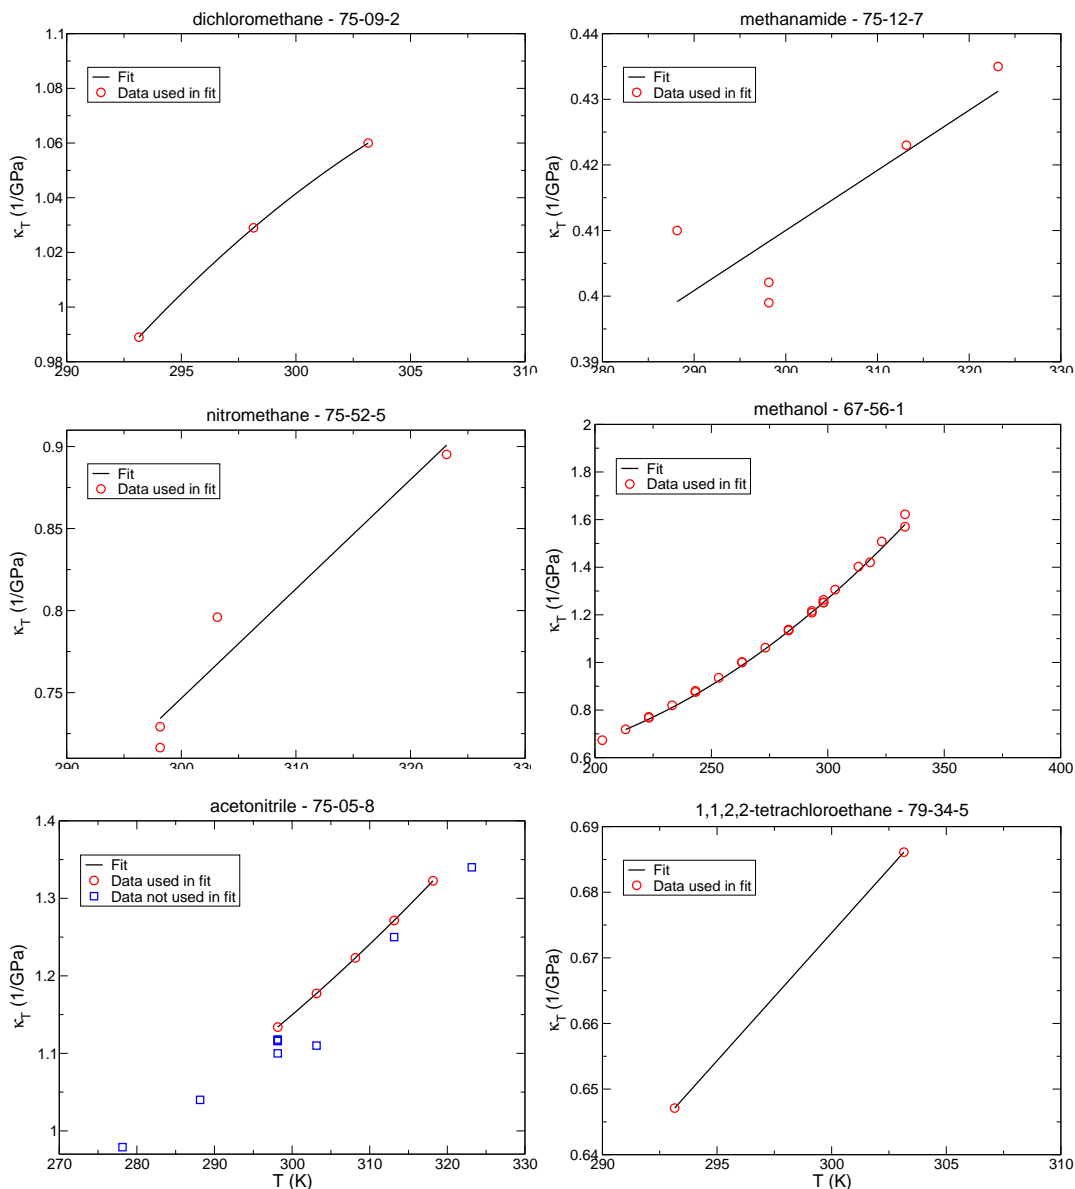 dichloromethane - 75-09-2
1.1
1.08
1.06
1.04
1.02
1
0.98
κ_T (1/GPa)
Fit
Data used in fit
290 295 300 305 310
methanamide - 75-12-7
0.44
0.43
0.42
0.41
0.4
0.39
κ_T (1/GPa)
Fit
Data used in fit
280 290 300 310 320 330
nitromethane - 75-52-5
0.9
0.85
0.8
0.75
κ_T (1/GPa)
Fit
Data used in fit
290 300 310 320 330
methanol - 67-56-1
2
1.8
1.6
1.4
1.2
1
0.8
0.6
κ_T (1/GPa)
Fit
Data used in fit
200 250 300 350 400
acetonitrile - 75-05-8
1.4
1.3
1.2
1.1
1
κ_T (1/GPa)
Fit
Data used in fit
Data not used in fit
270 280 290 300 310 320 330
T (K)
1,1,2,2-tetrachloroethane - 79-34-5
0.69
0.68
0.67
0.66
0.65
0.64
κ_T (1/GPa)
Fit
Data used in fit
290 295 300 305 310
T (K)